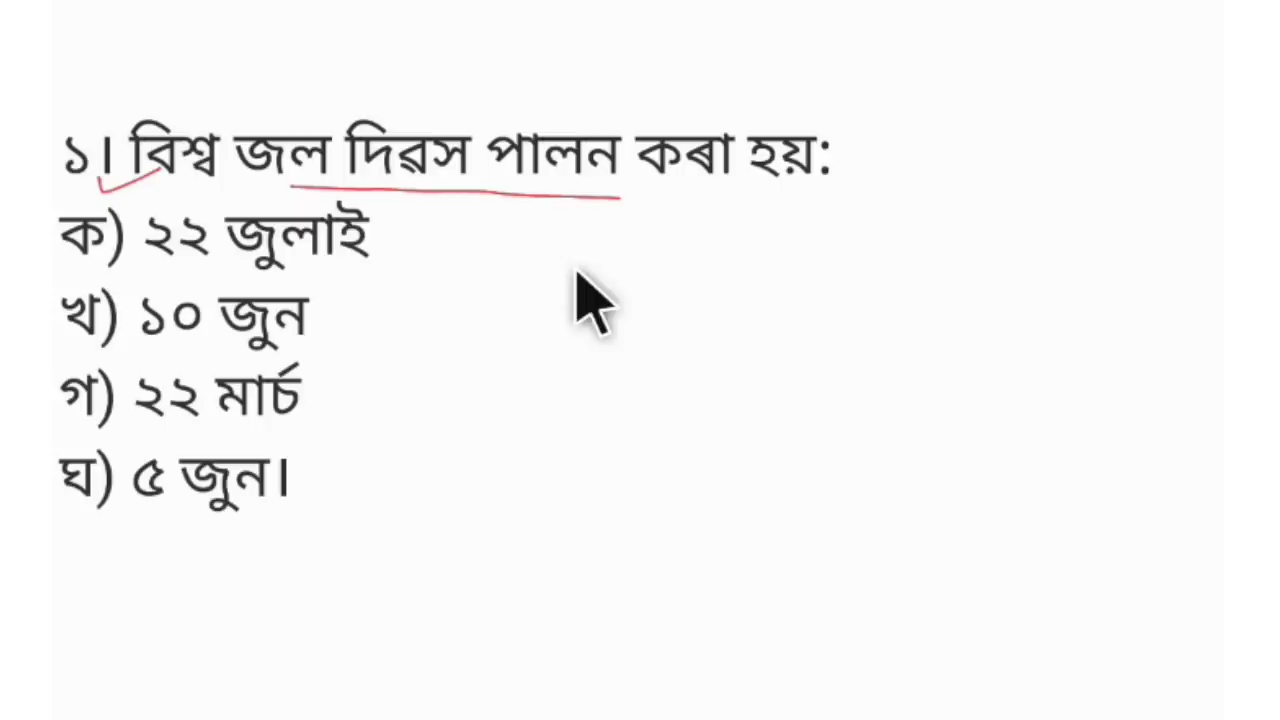 ১। বিশ্ব জল দিৱস পালন কৰা হয়:
ক) ২২ জুলাই
খ) ১০ জুন
গ) ২২ মাৰ্চ
ঘ) ৫ জুন।